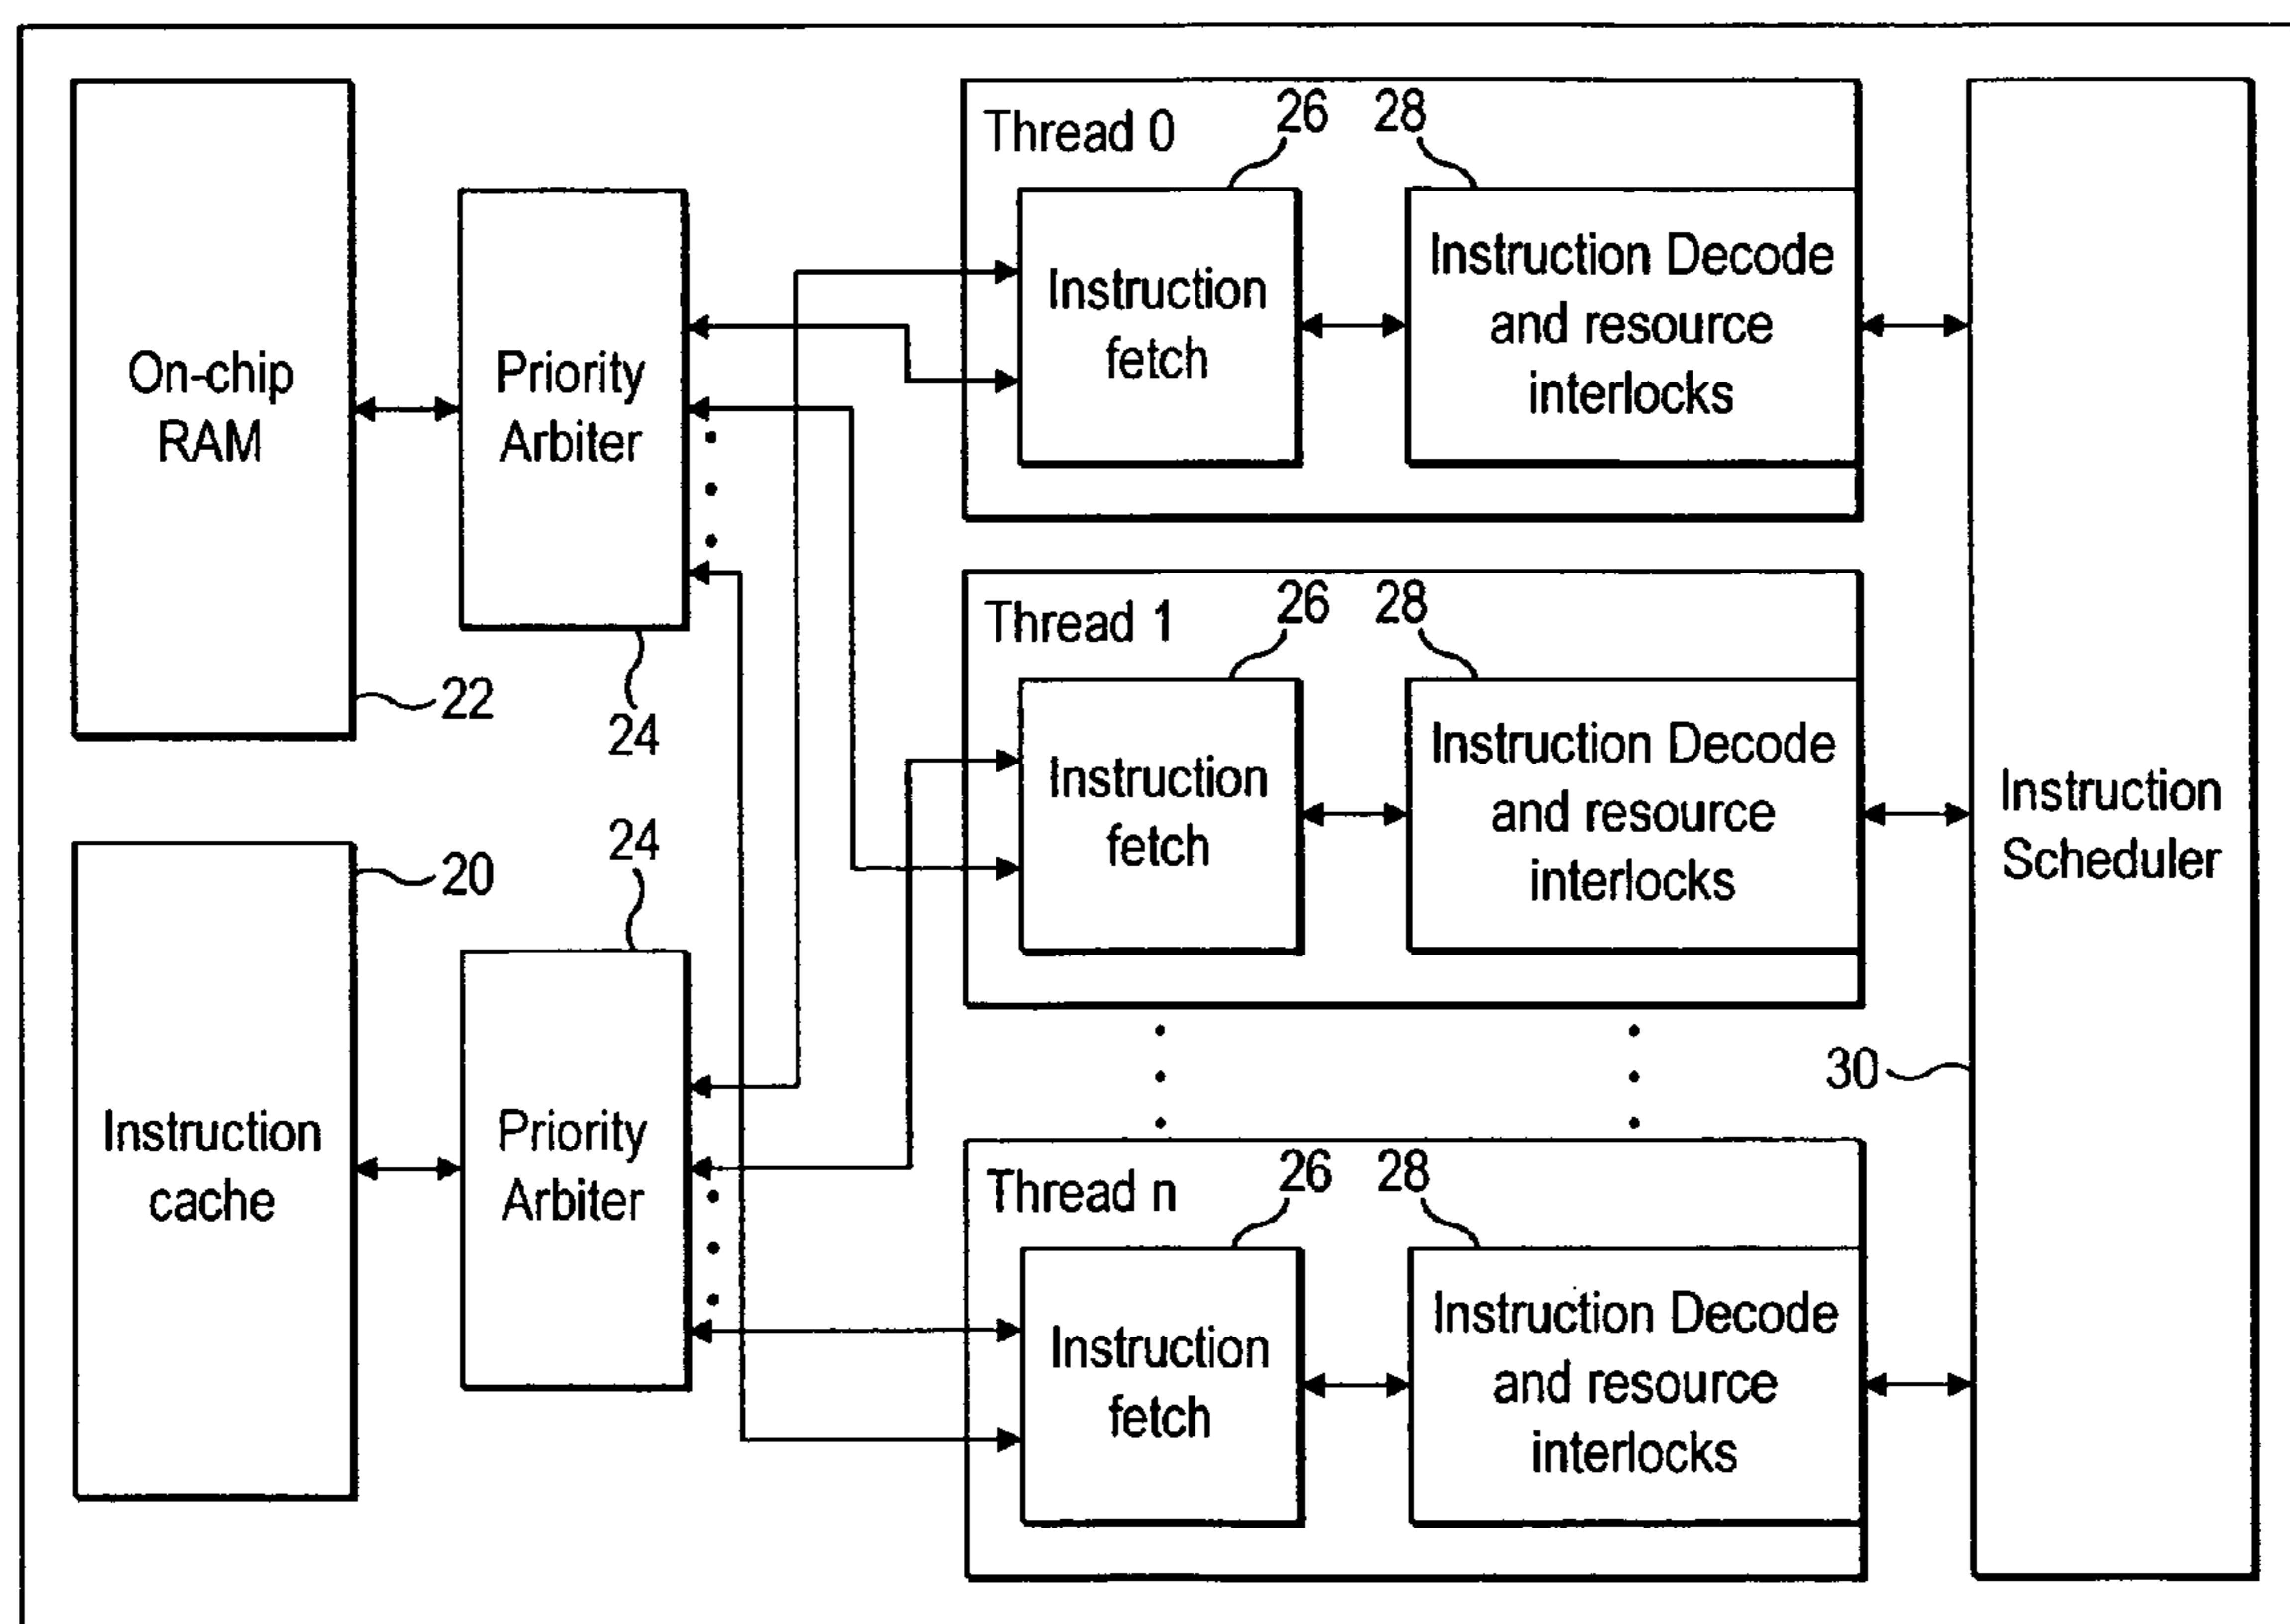 On-chip
RAM
22
Priority
Arbiter
24
Instruction
cache
20
Priority
Arbiter
24
Thread 0
26
28
Instruction
fetch
Instruction Decode
and resource
interlocks
Thread 1
26
28
Instruction
fetch
Instruction Decode
and resource
interlocks
Thread n
26
28
Instruction
fetch
Instruction Decode
and resource
interlocks
Instruction
Scheduler
30